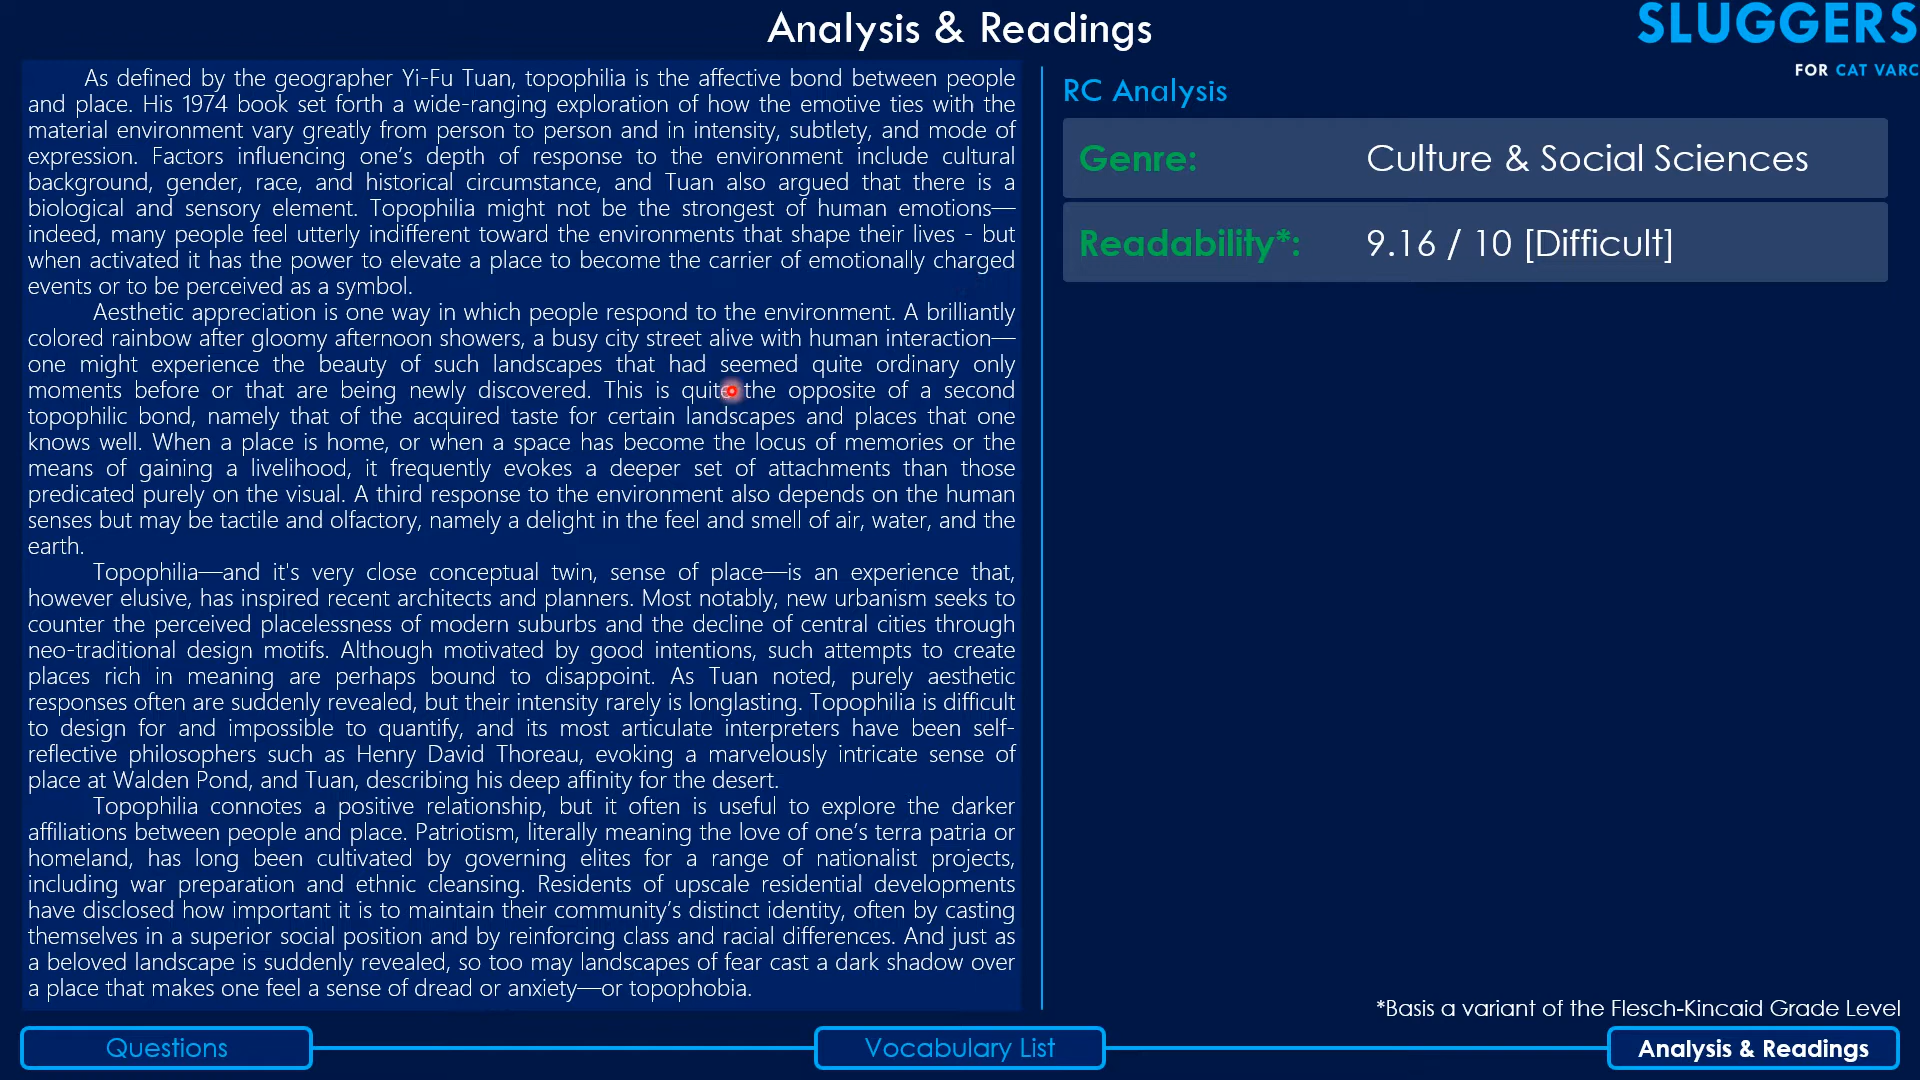 Analysis & Readings
SLUGGERS
FOR CAT VARC
As defined by the geographer Yi-Fu Tuan, topophilia is the affective bond between people
and place. His 1974 book set forth a wide-ranging exploration of how the emotive ties with the
material environment vary greatly from person to person and in intensity, subtlety, and mode of
expression. Factors influencing one’s depth of response to the environment include cultural
background, gender, race, and historical circumstance, and Tuan also argued that there is a
biological and sensory element. Topophilia might not be the strongest of human emotions—
indeed, many people feel utterly indifferent toward the environments that shape their lives - but
when activated it has the power to elevate a place to become the carrier of emotionally charged
events or to be perceived as a symbol.
Aesthetic appreciation is one way in which people respond to the environment. A brilliantly
colored rainbow after gloomy afternoon showers, a busy city street alive with human interaction—
one might experience the beauty of such landscapes that had seemed quite ordinary only
moments before or that are being newly discovered. This is quite the opposite of a second
topophilic bond, namely that of the acquired taste for certain landscapes and places that one
knows well. When a place is home, or when a space has become the locus of memories or the
means of gaining a livelihood, it frequently evokes a deeper set of attachments than those
predicated purely on the visual. A third response to the environment also depends on the human
senses but may be tactile and olfactory, namely a delight in the feel and smell of air, water, and the
earth.
Topophilia—and it's very close conceptual twin, sense of place—is an experience that,
however elusive, has inspired recent architects and planners. Most notably, new urbanism seeks to
counter the perceived placelessness of modern suburbs and the decline of central cities through
neo-traditional design motifs. Although motivated by good intentions, such attempts to create
places rich in meaning are perhaps bound to disappoint. As Tuan noted, purely aesthetic
responses often are suddenly revealed, but their intensity rarely is longlasting. Topophilia is difficult
to design for and impossible to quantify, and its most articulate interpreters have been self-
reflective philosophers such as Henry David Thoreau, evoking a marvelously intricate sense of
place at Walden Pond, and Tuan, describing his deep affinity for the desert.
Topophilia connotes a positive relationship, but it often is useful to explore the darker
affiliations between people and place. Patriotism, literally meaning the love of one’s terra patria or
homeland, has long been cultivated by governing elites for a range of nationalist projects,
including war preparation and ethnic cleansing. Residents of upscale residential developments
have disclosed how important it is to maintain their community’s distinct identity, often by casting
themselves in a superior social position and by reinforcing class and racial differences. And just as
a beloved landscape is suddenly revealed, so too may landscapes of fear cast a dark shadow over
a place that makes one feel a sense of dread or anxiety—or topophobia.
RC Analysis
Genre: Culture & Social Sciences
Readability*: 9.16 / 10 [Difficult]
*Basis a variant of the Flesch-Kincaid Grade Level
Questions
Vocabulary List
Analysis & Readings